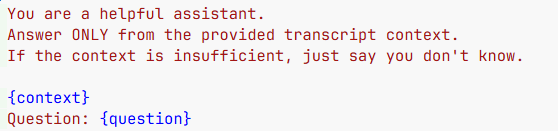 You are a helpful assistant.
Answer ONLY from the provided transcript context.
If the context is insufficient, just say you don't know.

{context}
Question: {question}